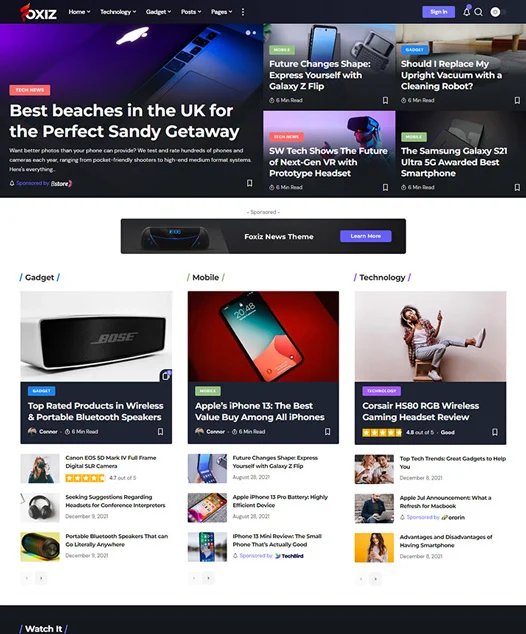 FOXIZ
Home Technology Gadget Posts Pages
Sign In
TECH NEWS
Best beaches in the UK for
the Perfect Sandy Getaway
Want better photos than your phone can provide? We test and rate hundreds of phones and
cameras each year, ranging from pocket-friendly shooters to high-end medium format systems.
Here's everything..
Sponsored by Bstore
MOBILE
Future Changes Shape:
Express Yourself with
Galaxy Z Flip
6 Min Read
GADGET
Should I Replace My
Upright Vacuum with a
Cleaning Robot?
6 Min Read
TECH NEWS
SW Tech Shows The Future
of Next-Gen VR with
Prototype Headset
6 Min Read
MOBILE
The Samsung Galaxy S21
Ultra 5G Awarded Best
Smartphone
6 Min Read
- Sponsored -
Foxiz News Theme
Learn More
/ Gadget /
BOSE
GADGET
Top Rated Products in Wireless
& Portable Bluetooth Speakers
Connor - 6 Min Read
Canon EOS 5D Mark IV Full Frame
Digital SLR Camera
4.7 out of 5
Seeking Suggestions Regarding
Headsets for Conference Interpreters
December 9, 2021
Portable Bluetooth Speakers That can
Go Literally Anywhere
December 9, 2021
/ Mobile /
MOBILE
Apple's iPhone 13: The Best
Value Buy Among All iPhones
Connor - 6 Min Read
Future Changes Shape: Express
Yourself with Galaxy Z Flip
August 28, 2021
Apple iPhone 13 Pro Battery: Highly
Efficient Device
August 28, 2021
IPhone 13 Mini Review: The Small
Phone That's Actually Good
Sponsored by TechBird
/ Technology /
TECHNOLOGY
Corsair HS80 RGB Wireless
Gaming Headset Review
4.8 out of 5 - Good
Top Tech Trends: Great Gadgets to Help
You
December 8, 2021
Apple Jul Announcement: What a
Refresh for Macbook
Sponsored by ororin
Advantages and Disadvantages of
Having Smartphone
December 9, 2021
/ Watch It /